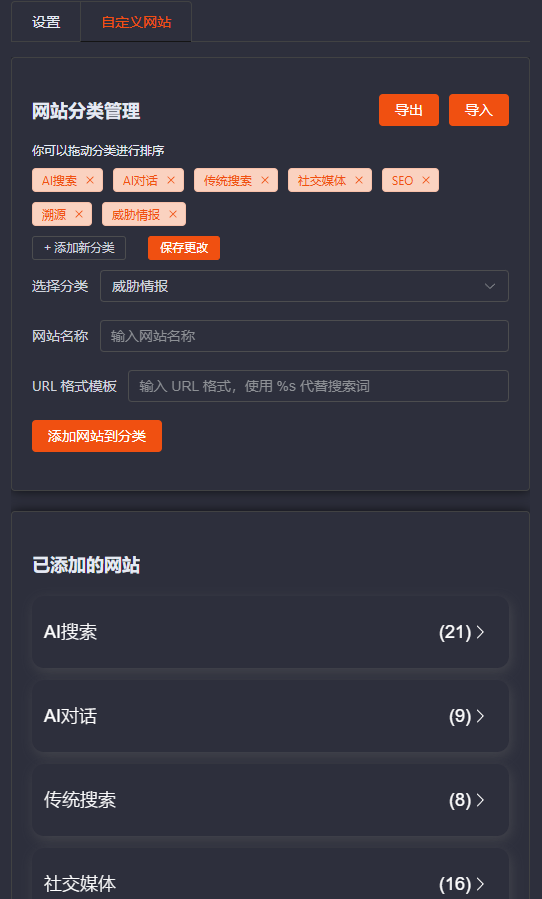 设置 自定义网站
网站分类管理 导出 导入
你可以拖动分类进行排序
AI搜索 × AI对话 × 传统搜索 × 社交媒体 × SEO ×
溯源 × 威胁情报 ×
+ 添加新分类 保存更改
选择分类 威胁情报
网站名称 输入网站名称
URL 格式模板 输入 URL 格式，使用 %s 代替搜索词
添加网站到分类
已添加的网站
AI搜索 (21)
AI对话 (9)
传统搜索 (8)
社交媒体 (16)